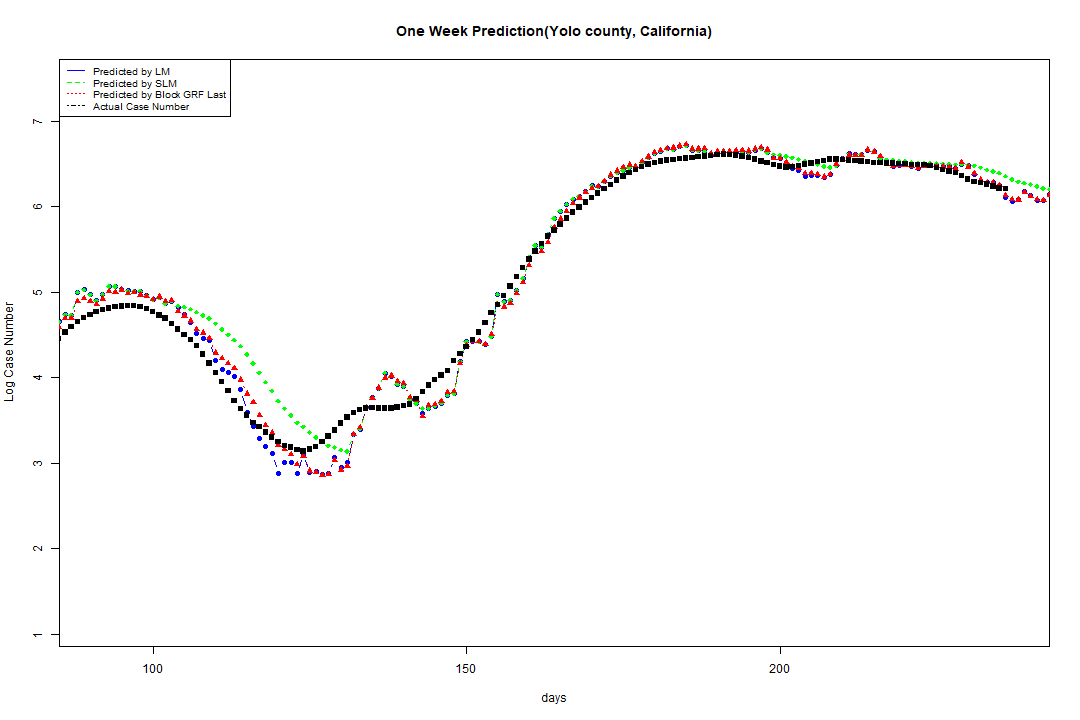 One Week Prediction(Yolo county, California)
Predicted by LM
Predicted by SLM
Predicted by Block GRF Last
Actual Case Number
7
6
5
4
3
2
1
Log Case Number
100 150 200
days